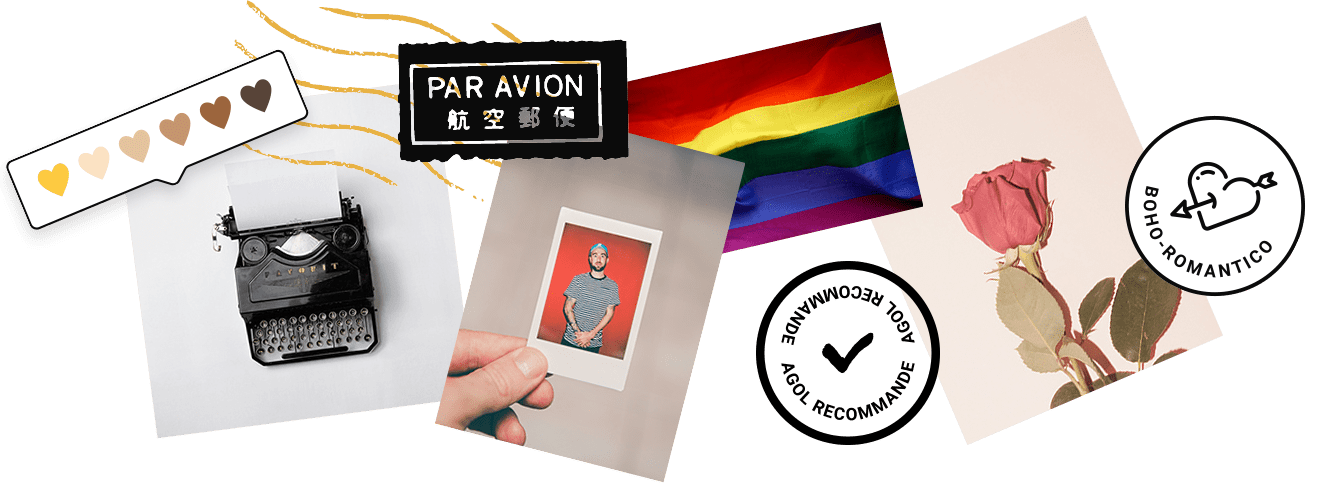 PAR AVION
航空郵便
AGOL RECOMMANDE
AGOL RECOMMANDE
BOHO-ROMANTICO